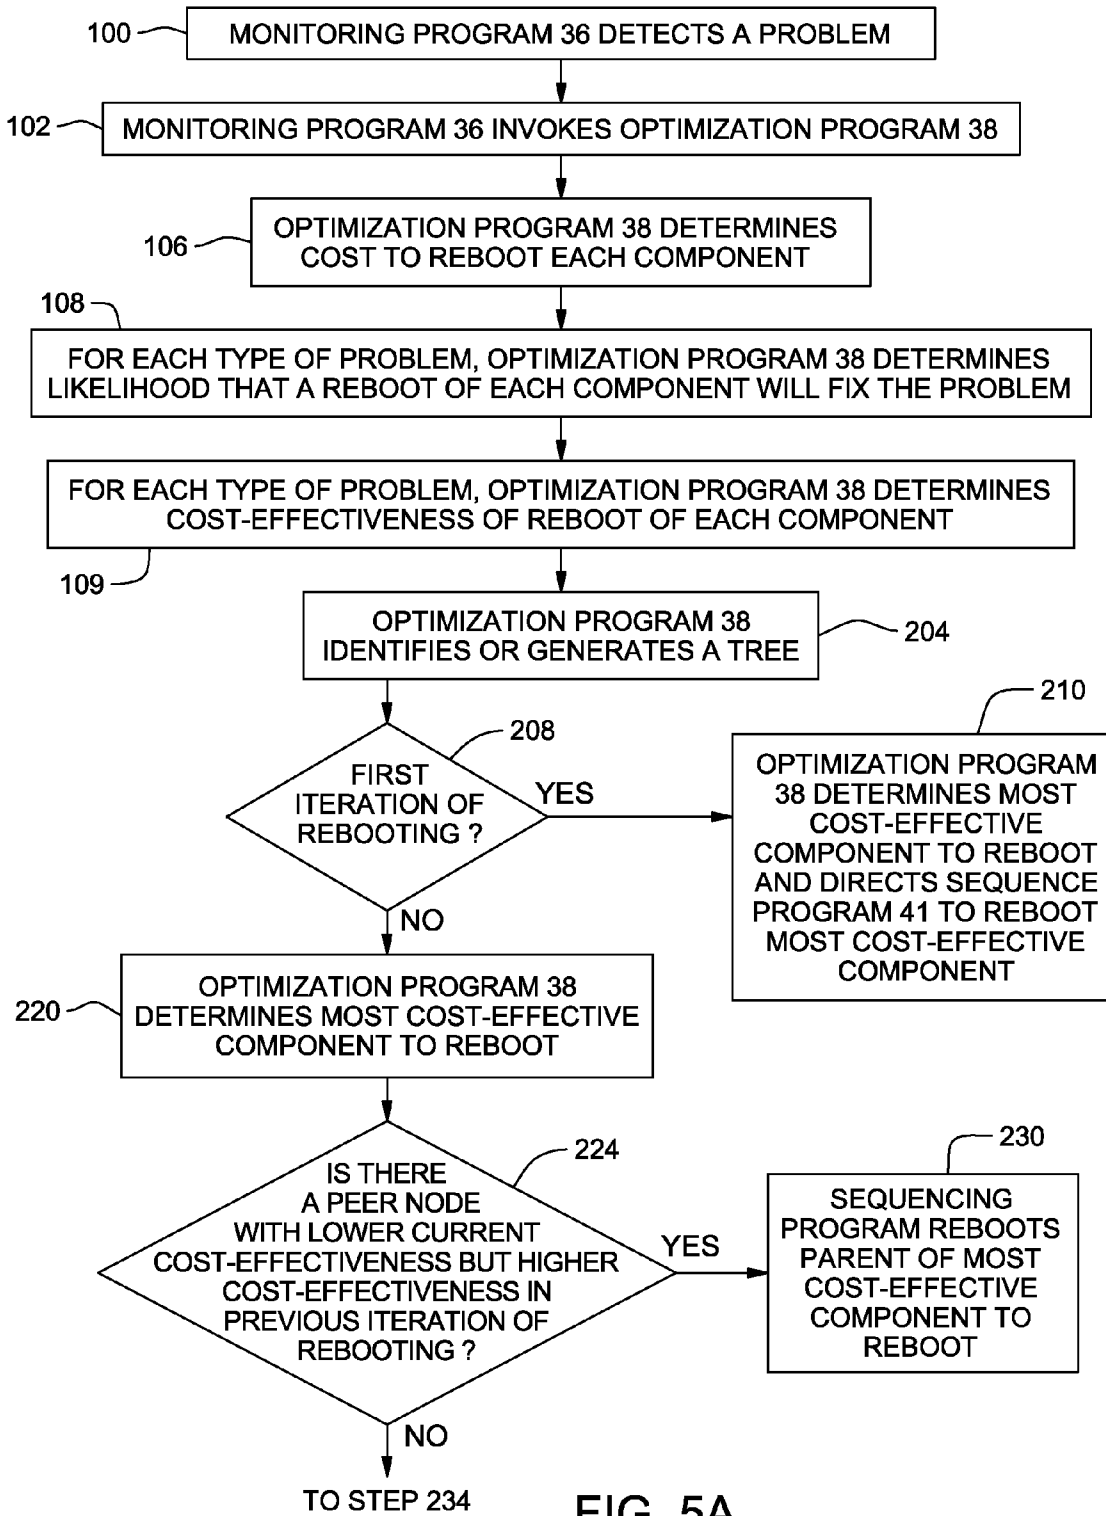 100
MONITORING PROGRAM 36 DETECTS A PROBLEM
102
MONITORING PROGRAM 36 INVOKES OPTIMIZATION PROGRAM 38
106
OPTIMIZATION PROGRAM 38 DETERMINES
COST TO REBOOT EACH COMPONENT
108
FOR EACH TYPE OF PROBLEM, OPTIMIZATION PROGRAM 38 DETERMINES
LIKELIHOOD THAT A REBOOT OF EACH COMPONENT WILL FIX THE PROBLEM
FOR EACH TYPE OF PROBLEM, OPTIMIZATION PROGRAM 38 DETERMINES
COST-EFFECTIVENESS OF REBOOT OF EACH COMPONENT
109
OPTIMIZATION PROGRAM 38
IDENTIFIES OR GENERATES A TREE
204
208
FIRST
ITERATION OF
REBOOTING ?
YES
NO
210
OPTIMIZATION PROGRAM
38 DETERMINES MOST
COST-EFFECTIVE
COMPONENT TO REBOOT
AND DIRECTS SEQUENCE
PROGRAM 41 TO REBOOT
MOST COST-EFFECTIVE
COMPONENT
220
OPTIMIZATION PROGRAM 38
DETERMINES MOST COST-EFFECTIVE
COMPONENT TO REBOOT
224
IS THERE
A PEER NODE
WITH LOWER CURRENT
COST-EFFECTIVENESS BUT HIGHER
COST-EFFECTIVENESS IN
PREVIOUS ITERATION OF
REBOOTING ?
YES
NO
230
SEQUENCING
PROGRAM REBOOTS
PARENT OF MOST
COST-EFFECTIVE
COMPONENT TO
REBOOT
TO STEP 234
FIG. 5A